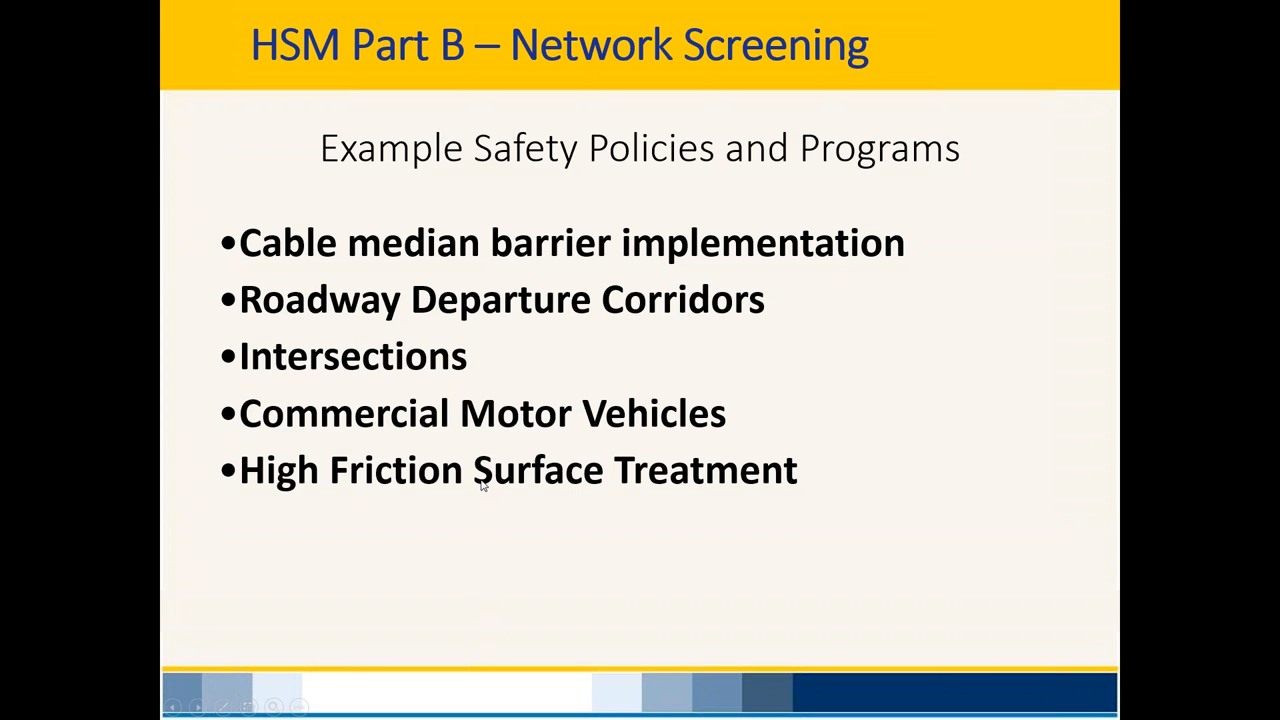 HSM Part B – Network Screening
Example Safety Policies and Programs
•Cable median barrier implementation
•Roadway Departure Corridors
•Intersections
•Commercial Motor Vehicles
•High Friction Surface Treatment